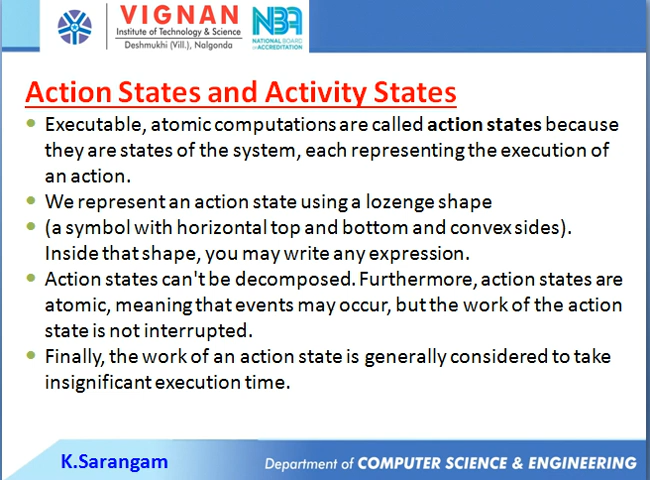 VIGNAN
Institute of Technology & Science
Deshmukhi (Vill.), Nalgonda
NBA
NATIONAL BOARD
of ACCREDITATION
Action States and Activity States
Executable, atomic computations are called action states because
they are states of the system, each representing the execution of
an action.
We represent an action state using a lozenge shape
(a symbol with horizontal top and bottom and convex sides).
Inside that shape, you may write any expression.
Action states can't be decomposed. Furthermore, action states are
atomic, meaning that events may occur, but the work of the action
state is not interrupted.
Finally, the work of an action state is generally considered to take
insignificant execution time.
K.Sarangam
Department of COMPUTER SCIENCE & ENGINEERING